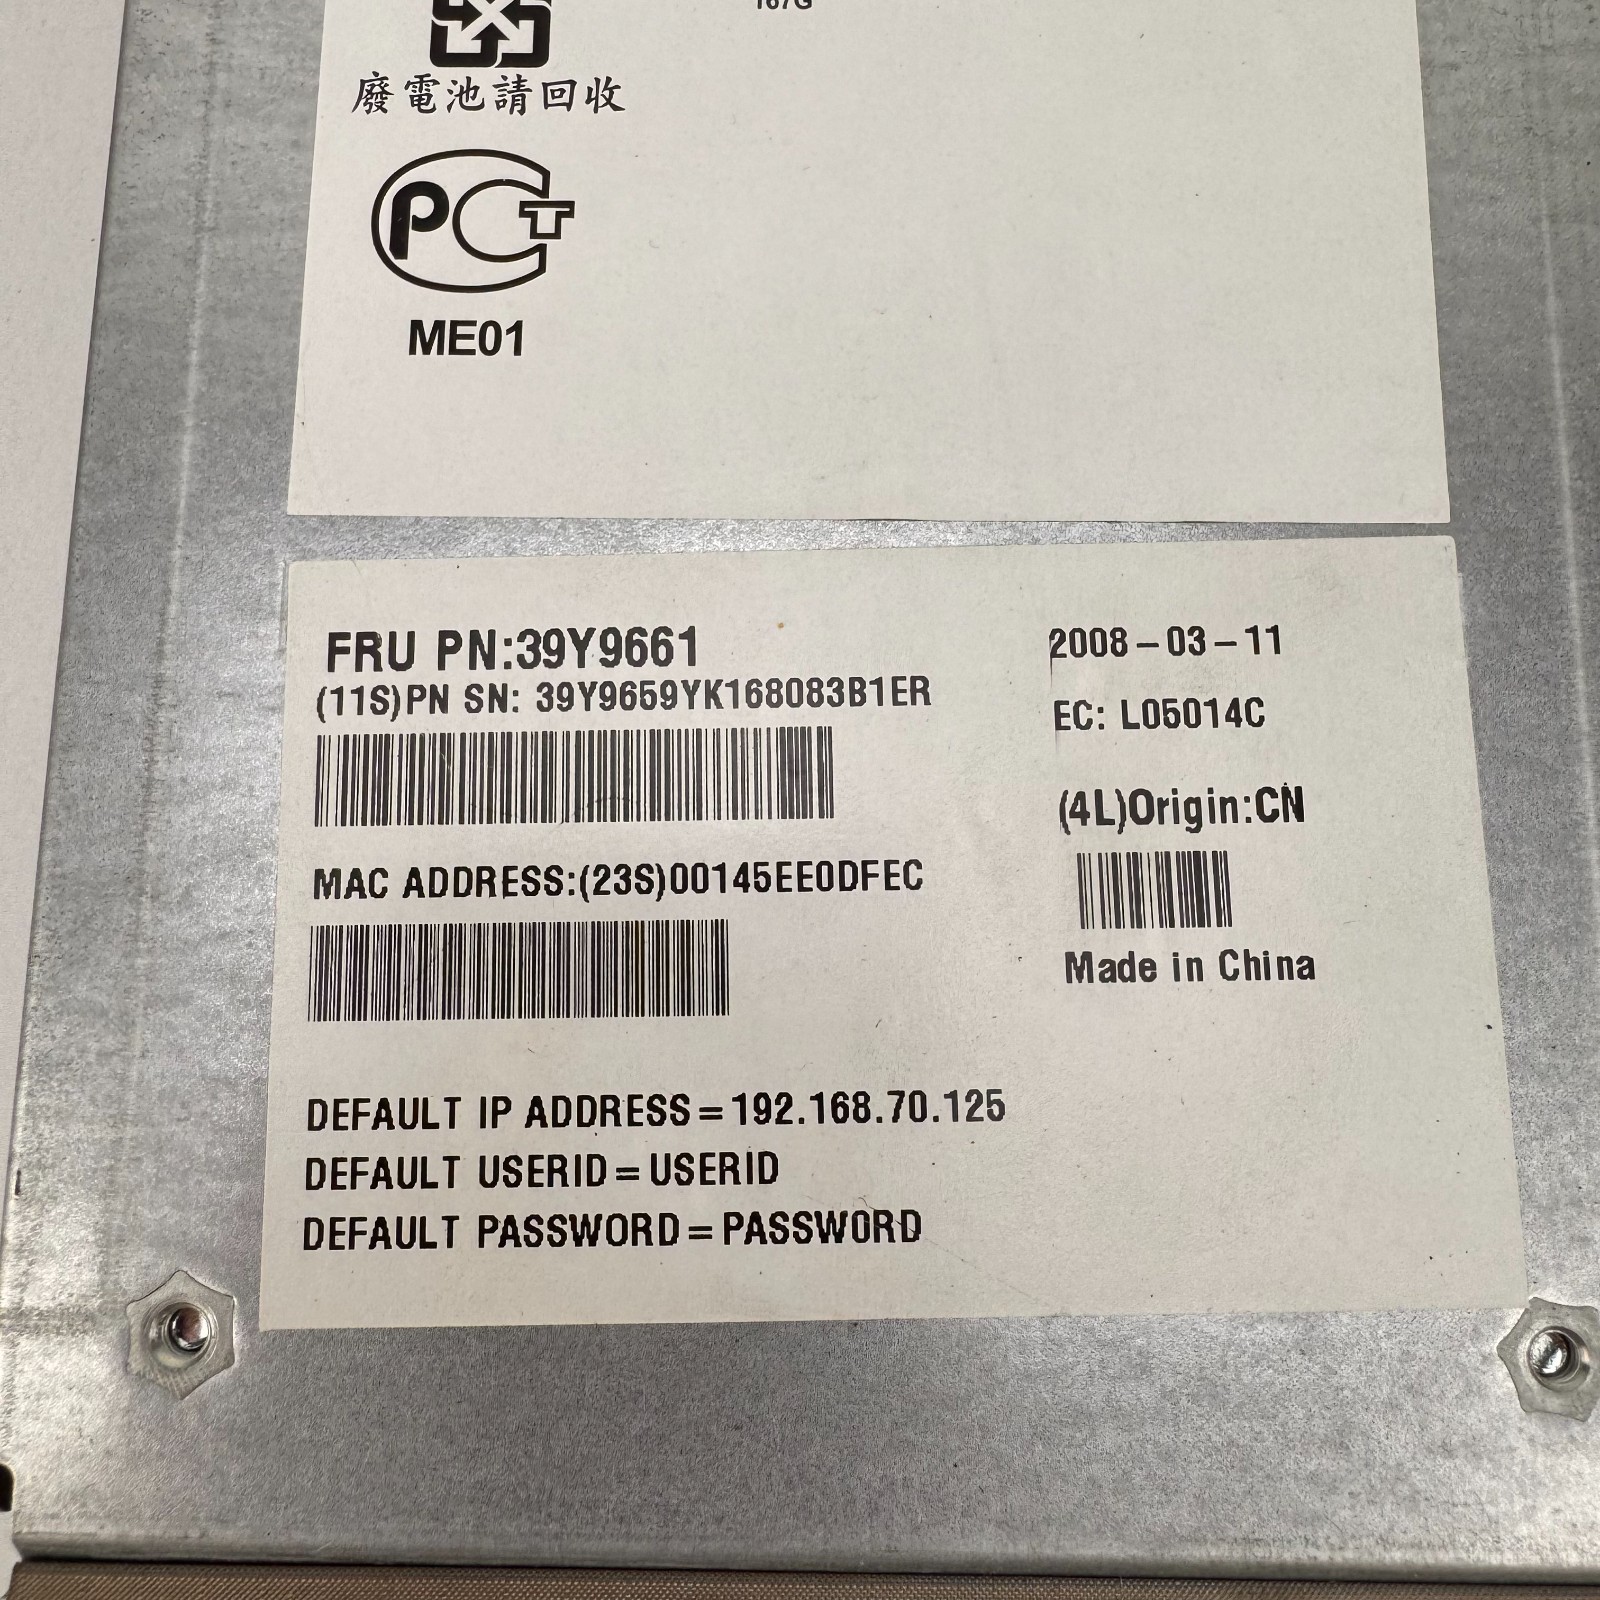 167G
廢電池請回收
PCT
ME01
FRU PN:39Y9661
(11S)PN SN: 39Y9659YK168083B1ER
MAC ADDRESS:(23S)00145EE0DFEC
2008-03-11
EC: L05014C
(4L)Origin:CN
Made in China
DEFAULT IP ADDRESS=192.168.70.125
DEFAULT USERID=USERID
DEFAULT PASSWORD=PASSWORD